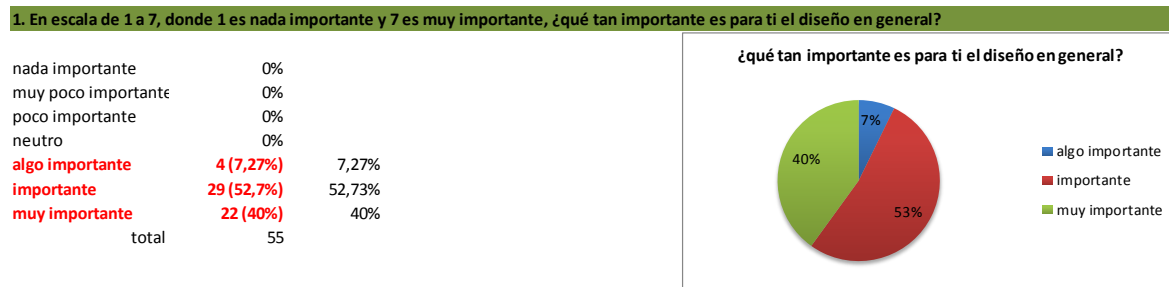 1. En escala de 1 a 7, donde 1 es nada importante y 7 es muy importante, ¿qué tan importante es para ti el diseño en general?
nada importante 0%
muy poco importante 0%
poco importante 0%
neutro 0%
algo importante 4 (7,27%) 7,27%
importante 29 (52,7%) 52,73%
muy importante 22 (40%) 40%
total 55
¿qué tan importante es para ti el diseño en general?
7%
40%
53%
algo importante
importante
muy importante